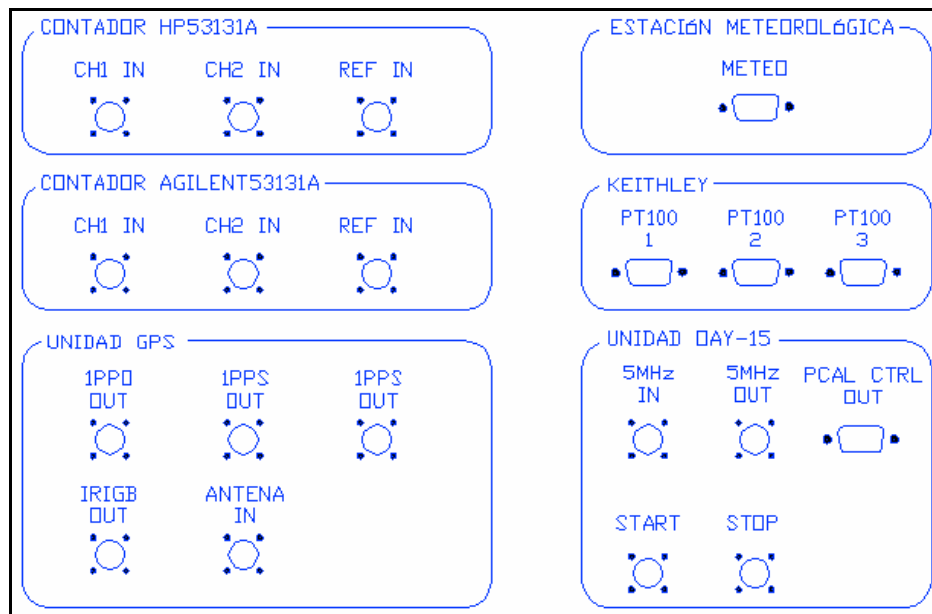 CONTADOR HP53131A
CH1 IN CH2 IN REF IN
CONTADOR AGILENT53131A
CH1 IN CH2 IN REF IN
UNIDAD GPS
1PPO OUT
1PPS OUT
1PPS OUT
IRIGB OUT
ANTENA IN
ESTACIÓN METEOROLÓGICA
METEO
KEITHLEY
PT100 1
PT100 2
PT100 3
UNIDAD OAY-15
5MHz IN
5MHz OUT
PCAL CTRL OUT
START STOP